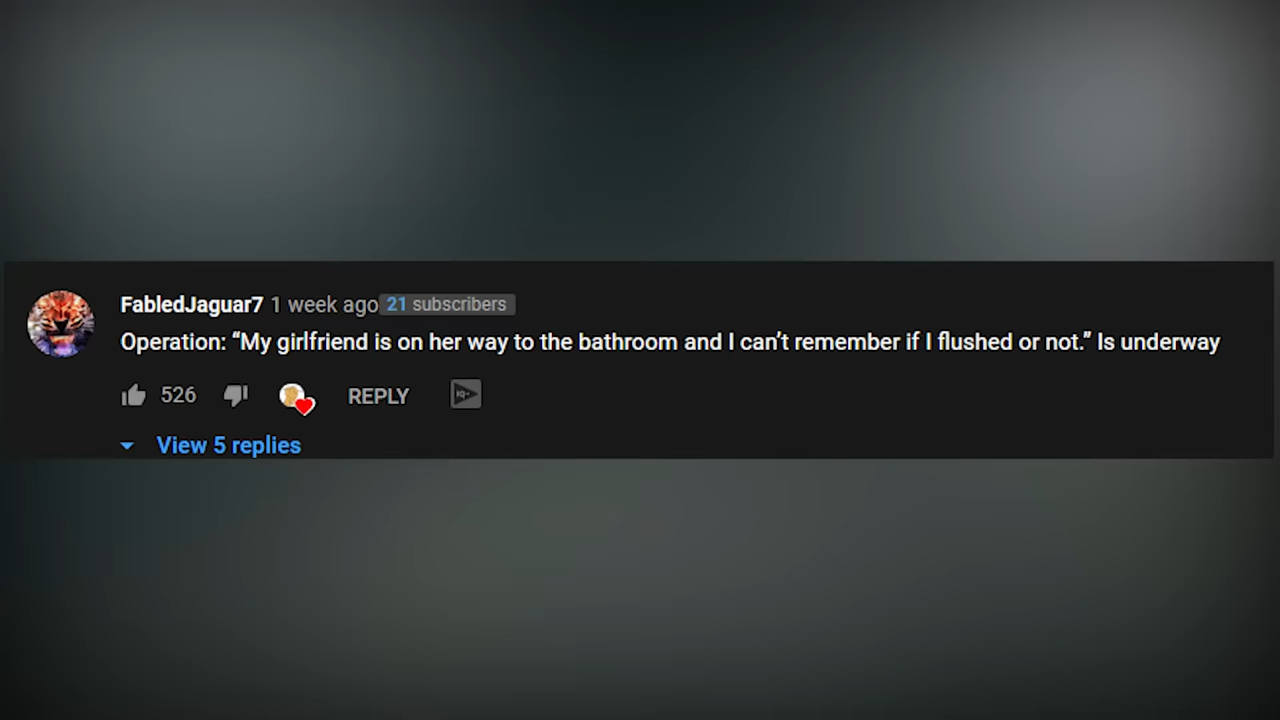 FabledJaguar7 1 week ago 21 subscribers
Operation: “My girlfriend is on her way to the bathroom and I can’t remember if I flushed or not.” Is underway
526 REPLY
View 5 replies